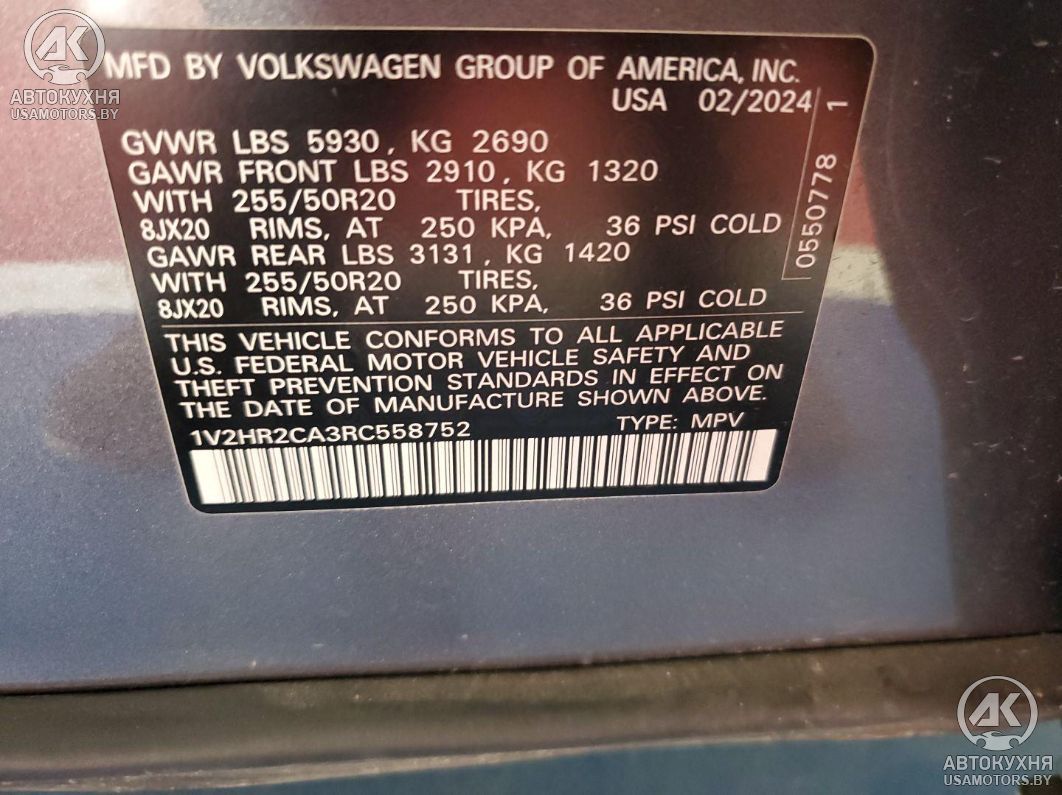 AK
АВТОКУХНЯ
USAMOTORS.BY
MFD BY VOLKSWAGEN GROUP OF AMERICA, INC.
USA 02/2024
GVWR LBS 5930, KG 2690
GAWR FRONT LBS 2910, KG 1320
WITH 255/50R20 TIRES,
8JX20 RIMS, AT 250 KPA, 36 PSI COLD
GAWR REAR LBS 3131, KG 1420
WITH 255/50R20 TIRES,
8JX20 RIMS, AT 250 KPA, 36 PSI COLD
0550778 1
THIS VEHICLE CONFORMS TO ALL APPLICABLE
U.S. FEDERAL MOTOR VEHICLE SAFETY AND
THEFT PREVENTION STANDARDS IN EFFECT ON
THE DATE OF MANUFACTURE SHOWN ABOVE.
1V2HR2CA3RC558752 TYPE: MPV
AK
АВТОКУХНЯ
USAMOTORS.BY